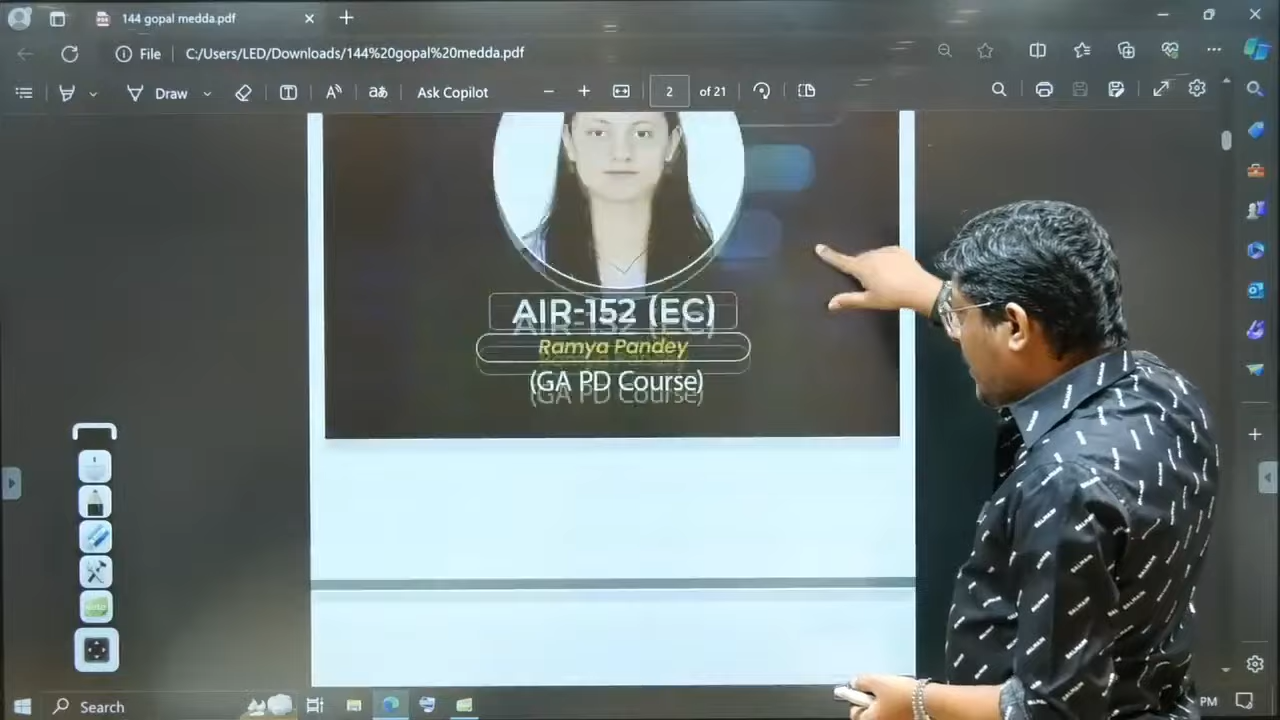 144 gopal medda.pdf
File
C:/Users/LED/Downloads/144%20gopal%20medda.pdf
Draw
Ask Copilot
2 of 21
AIR-152 (EC)
Ramya Pandey
(GA PD Course)
Search
PM